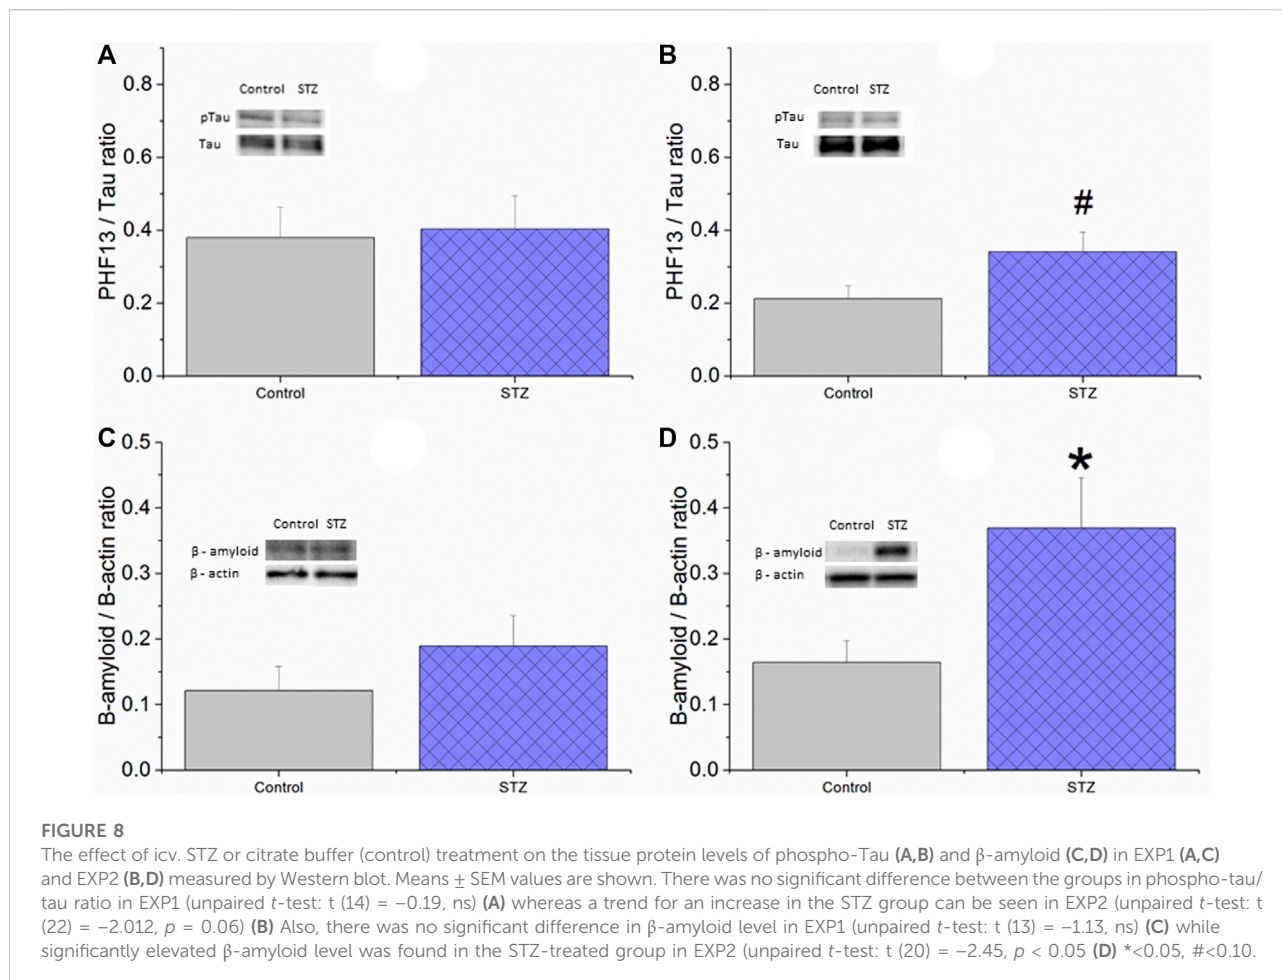 A
PHF13 / Tau ratio
0.8
0.6
0.4
0.2
0.0
Control STZ
pTau
Tau
Control STZ
B
PHF13 / Tau ratio
0.8
0.6
0.4
0.2
0.0
Control STZ
pTau
Tau
#
Control STZ
C
B-amyloid / B-actin ratio
0.5
0.4
0.3
0.2
0.1
0.0
Control STZ
β - amyloid
β - actin
Control STZ
D
B-amyloid / B-actin ratio
0.5
0.4
0.3
0.2
0.1
0.0
Control STZ
β - amyloid
β - actin
*
Control STZ
FIGURE 8
The effect of icv. STZ or citrate buffer (control) treatment on the tissue protein levels of phospho-Tau (A,B) and β-amyloid (C,D) in EXP1 (A,C)
and EXP2 (B,D) measured by Western blot. Means ± SEM values are shown. There was no significant difference between the groups in phospho-tau/
tau ratio in EXP1 (unpaired t-test: t (14) = −0.19, ns) (A) whereas a trend for an increase in the STZ group can be seen in EXP2 (unpaired t-test: t
(22) = −2.012, p = 0.06) (B) Also, there was no significant difference in β-amyloid level in EXP1 (unpaired t-test: t (13) = −1.13, ns) (C) while
significantly elevated β-amyloid level was found in the STZ-treated group in EXP2 (unpaired t-test: t (20) = −2.45, p < 0.05 (D) *<0.05, #<0.10.